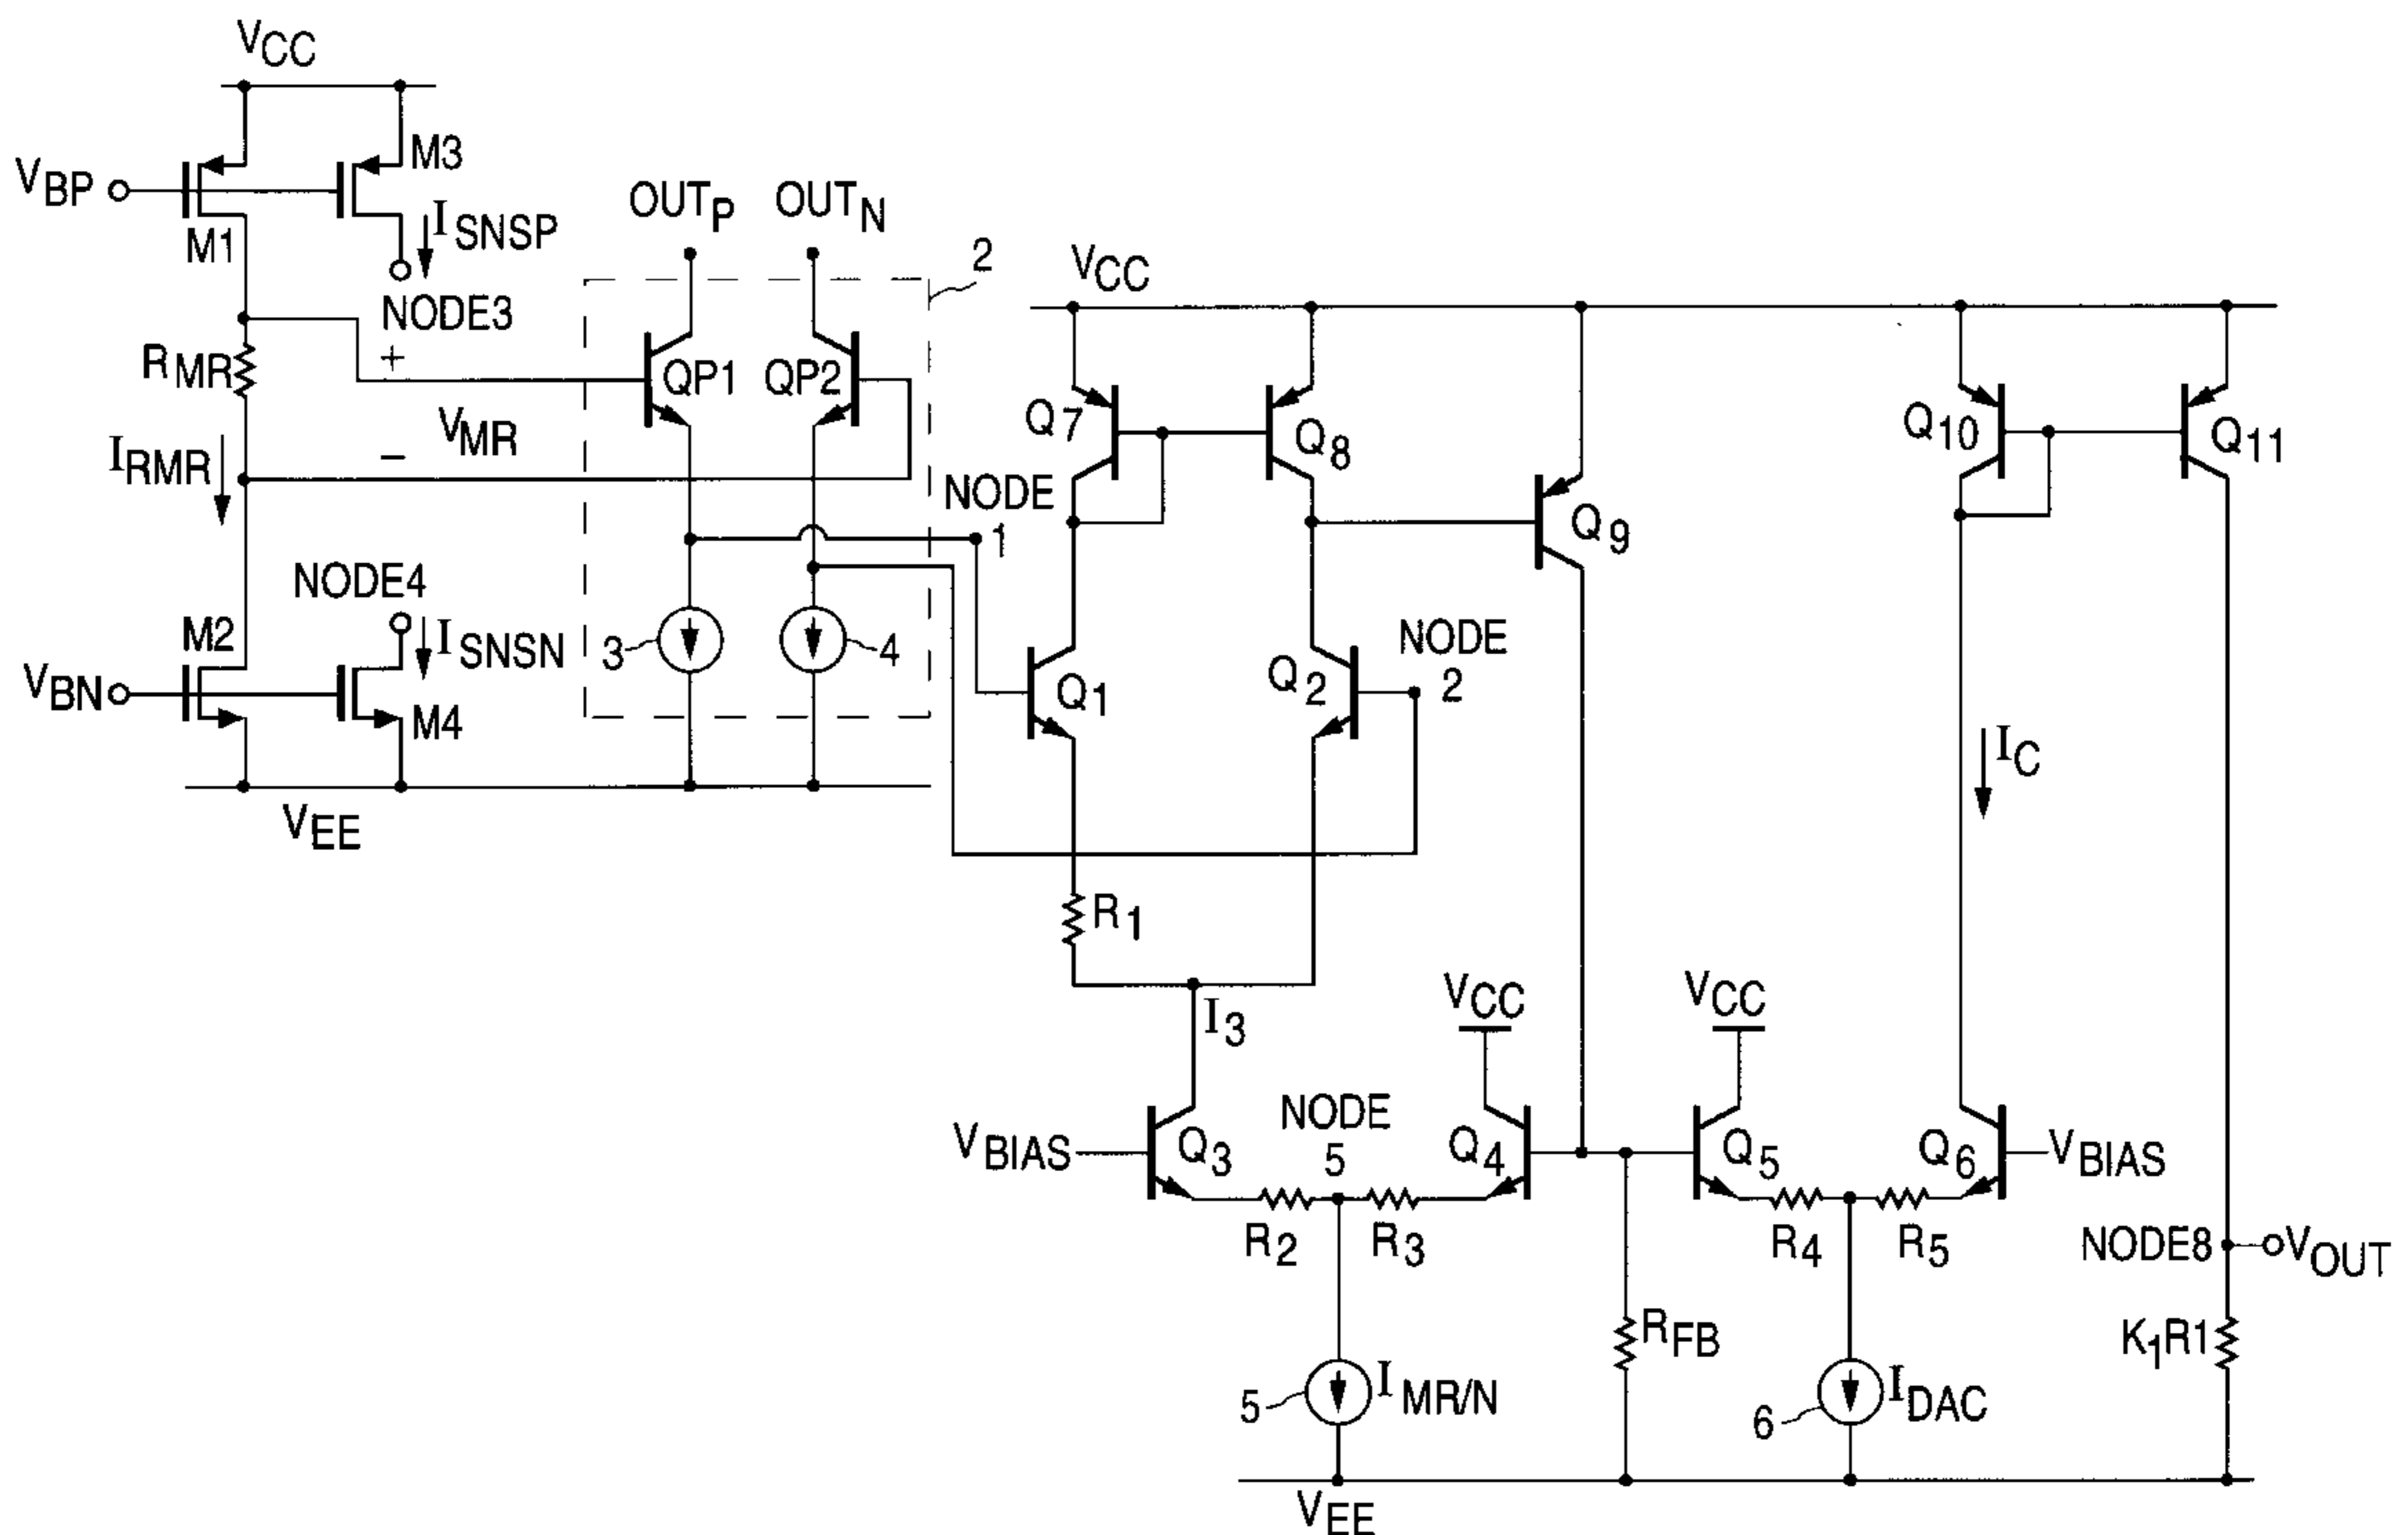 VCC
M3
VBP
M1
ISNSP
NODE3
RMR
+
VMR
−
IRMR
NODE4
M2
ISNSN
VBN
M4
VEE
OUTP
OUTN
2
QP1
QP2
3
4
NODE
1
VCC
Q7
Q8
Q9
Q10
Q11
Q1
Q2
NODE
2
IC
R1
I3
VCC
VCC
VBIAS
Q3
NODE
5
Q4
Q5
Q6
VBIAS
R2
R3
R4
R5
NODE8
VOUT
RFB
K1R1
5
IMR/N
6
IDAC
VEE